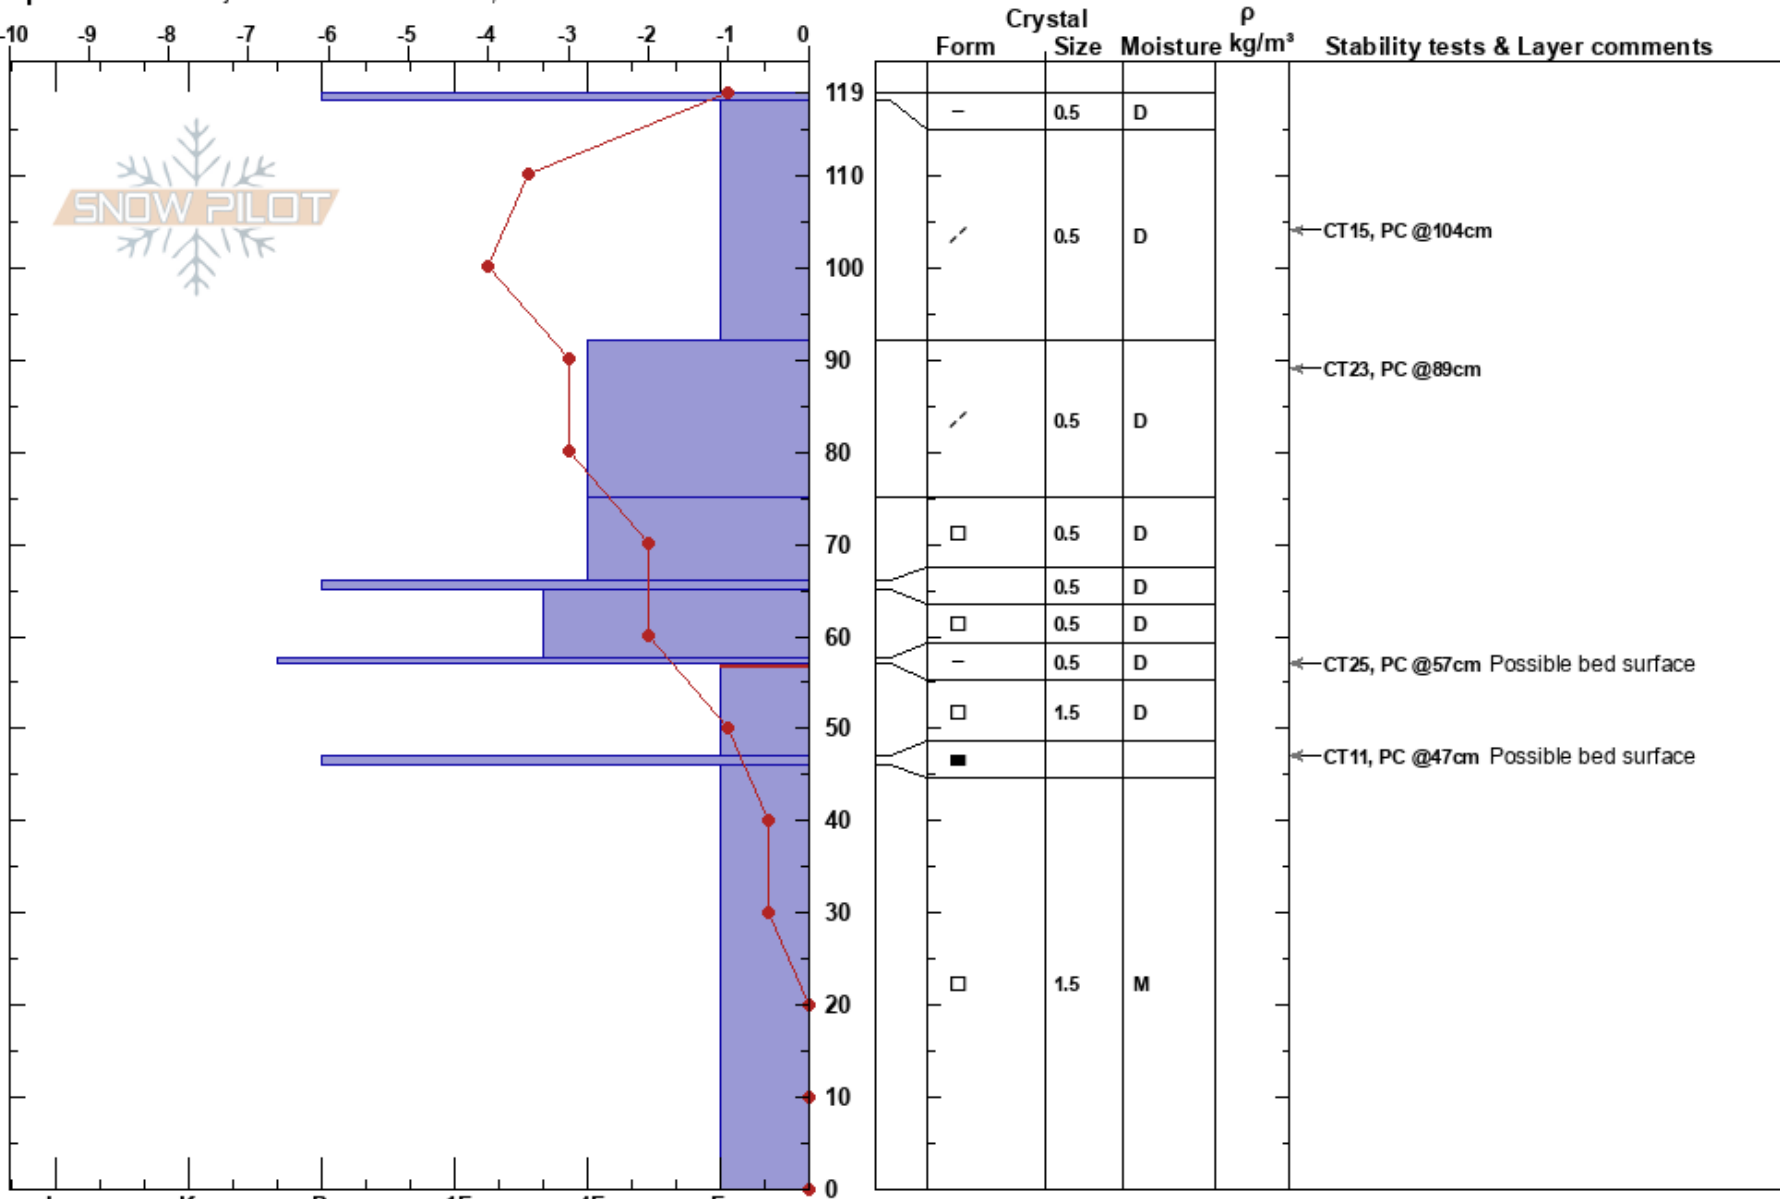 Crystal ρ
-10 -9 -8 -7 -6 -5 -4 -3 -2 -1 0 Form Size Moisture kg/m³ Stability tests & Layer comments
119
0.5 D
110
SNOW PILOT
0.5 D CT15, PC @104cm
100
90
CT23, PC @89cm
0.5 D
80
0.5 D
70
0.5 D
0.5 D
60
0.5 D CT25, PC @57cm Possible bed surface
1.5 D
50
CT11, PC @47cm Possible bed surface
40
30
1.5 M
20
10
0